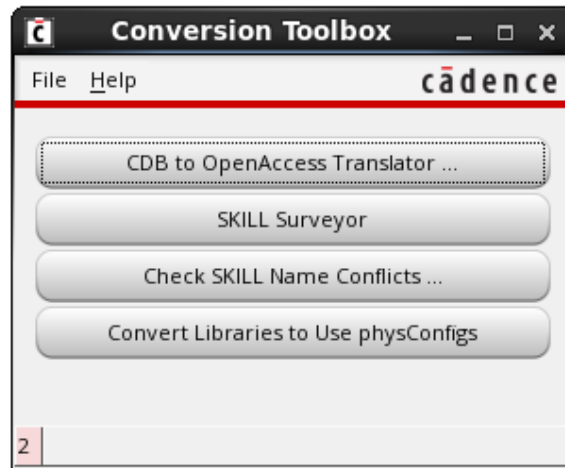 Conversion Toolbox
File Help cādence
CDB to OpenAccess Translator ...
SKILL Surveyor
Check SKILL Name Conflicts ...
Convert Libraries to Use physConfigs
2